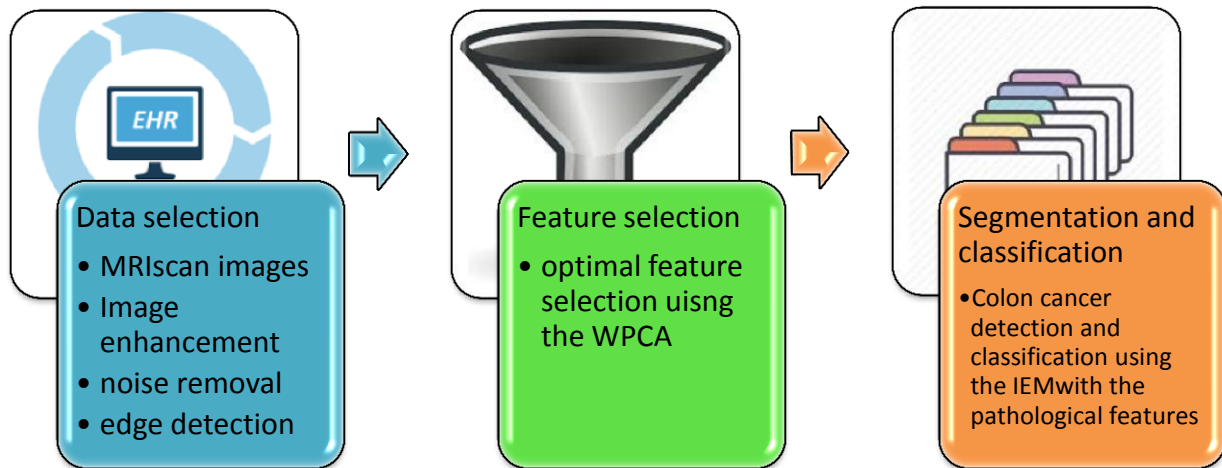 EHR
Data selection
• MRIscan images
• Image
enhancement
• noise removal
• edge detection
Feature selection
• optimal feature
selection uisng
the WPCA
Segmentation and
classification
•Colon cancer
detection and
classification using
the IEMwith the
pathological features